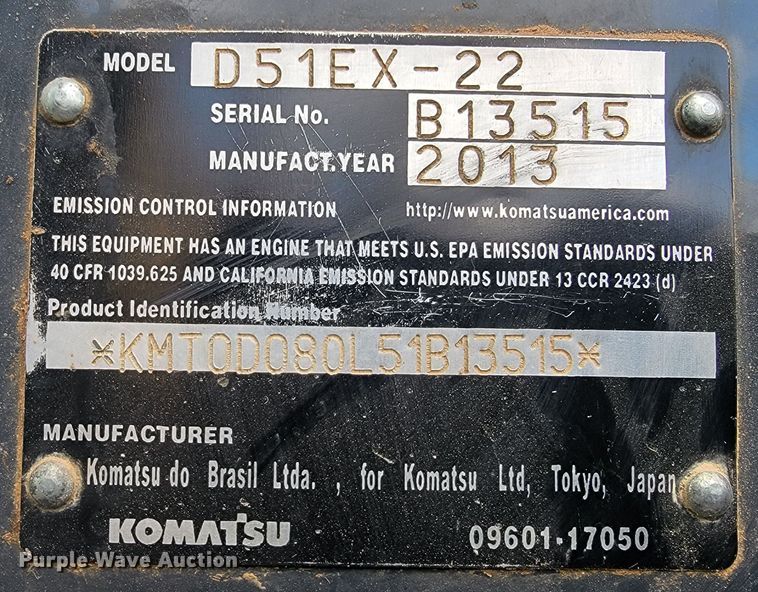 MODEL D51EX-22
SERIAL No. B13515
MANUFACT.YEAR 2013
EMISSION CONTROL INFORMATION http://www.komatsuamerica.com
THIS EQUIPMENT HAS AN ENGINE THAT MEETS U.S. EPA EMISSION STANDARDS UNDER
40 CFR 1039.625 AND CALIFORNIA EMISSION STANDARDS UNDER 13 CCR 2423 (d)
Product Identification Number
*KMT0D080L51B13515*
MANUFACTURER
Komatsu do Brasil Ltda. , for Komatsu Ltd, Tokyo, Japan
KOMATSU 09601-17050
Purple Wave Auction